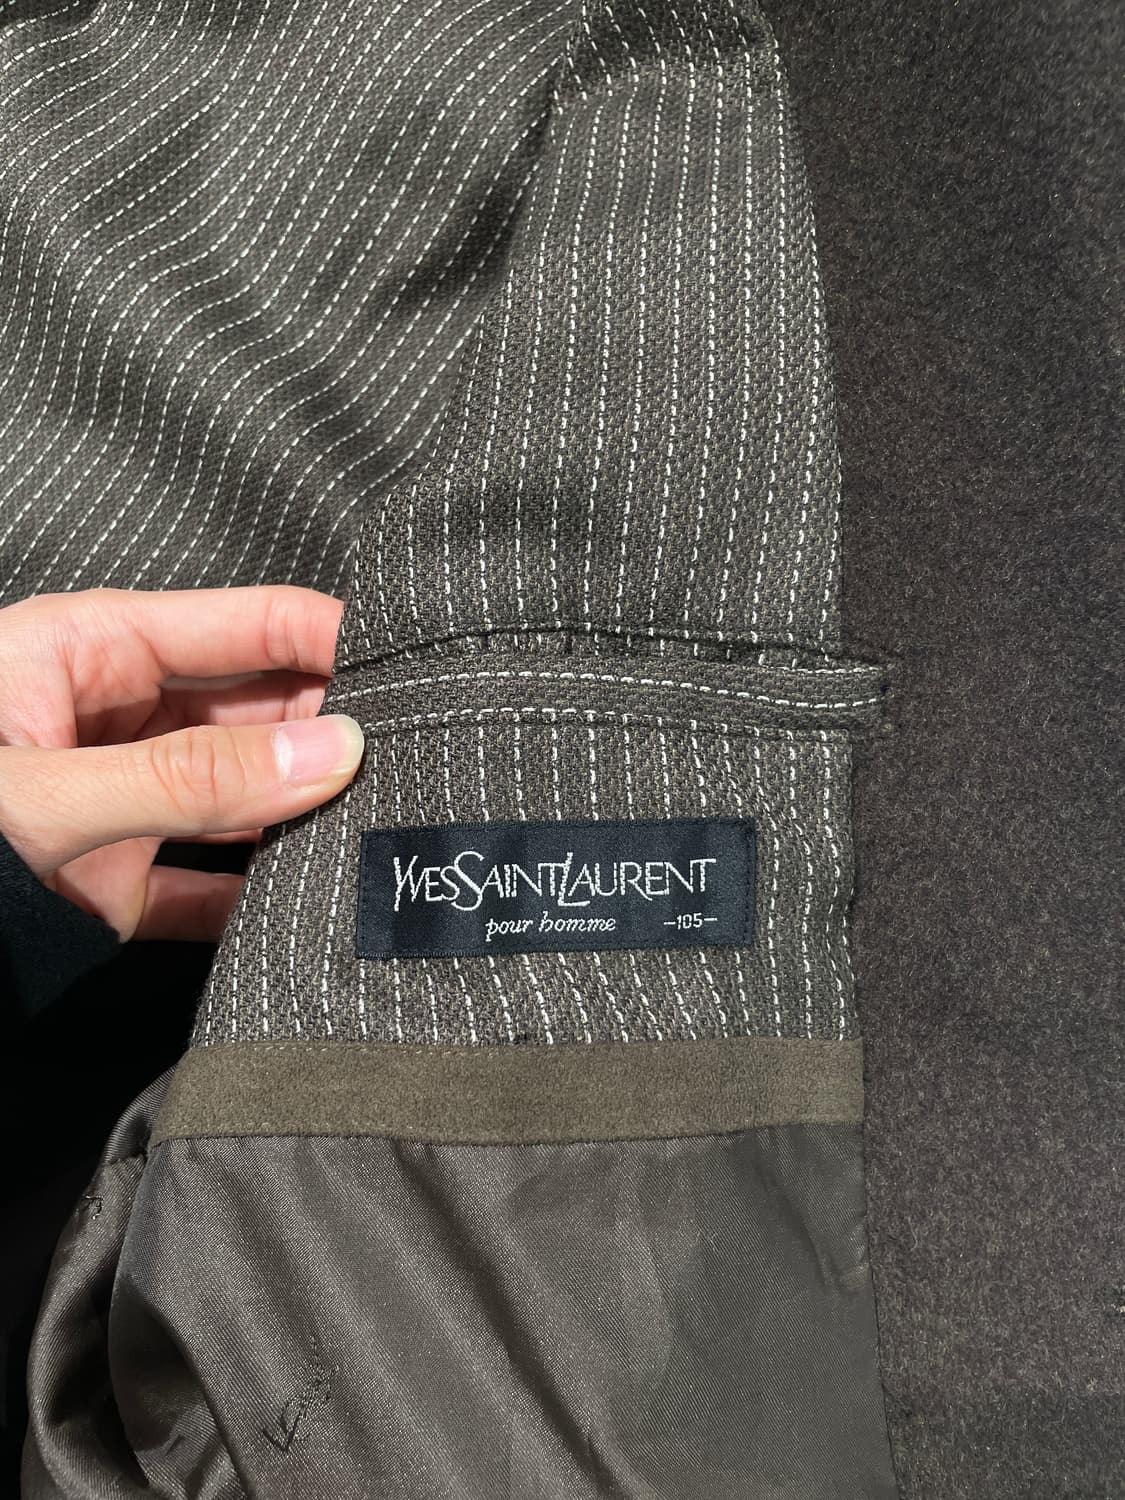 YVESSAINTLAURENT
pour homme -105-